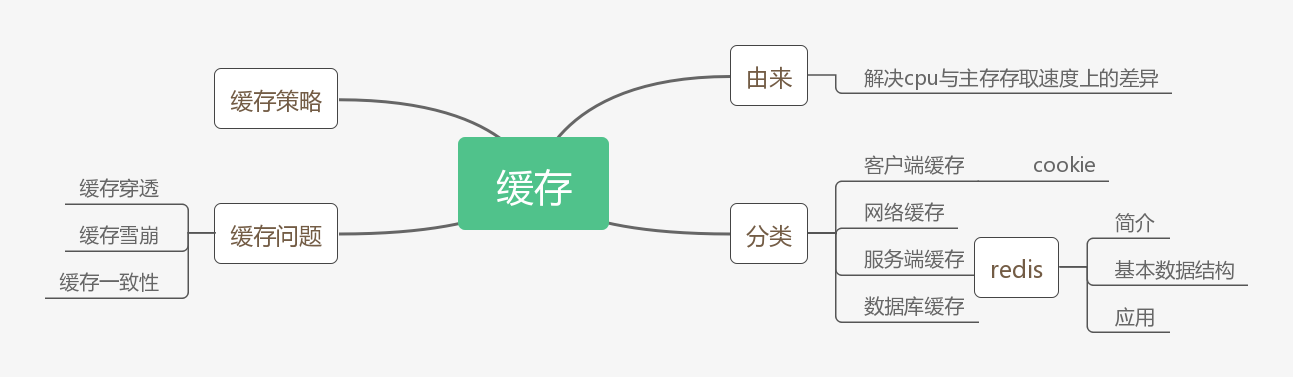 缓存
由来
解决cpu与主存存取速度上的差异
分类
客户端缓存
cookie
网络缓存
服务端缓存
redis
简介
基本数据结构
应用
数据库缓存
缓存策略
缓存问题
缓存穿透
缓存雪崩
缓存一致性